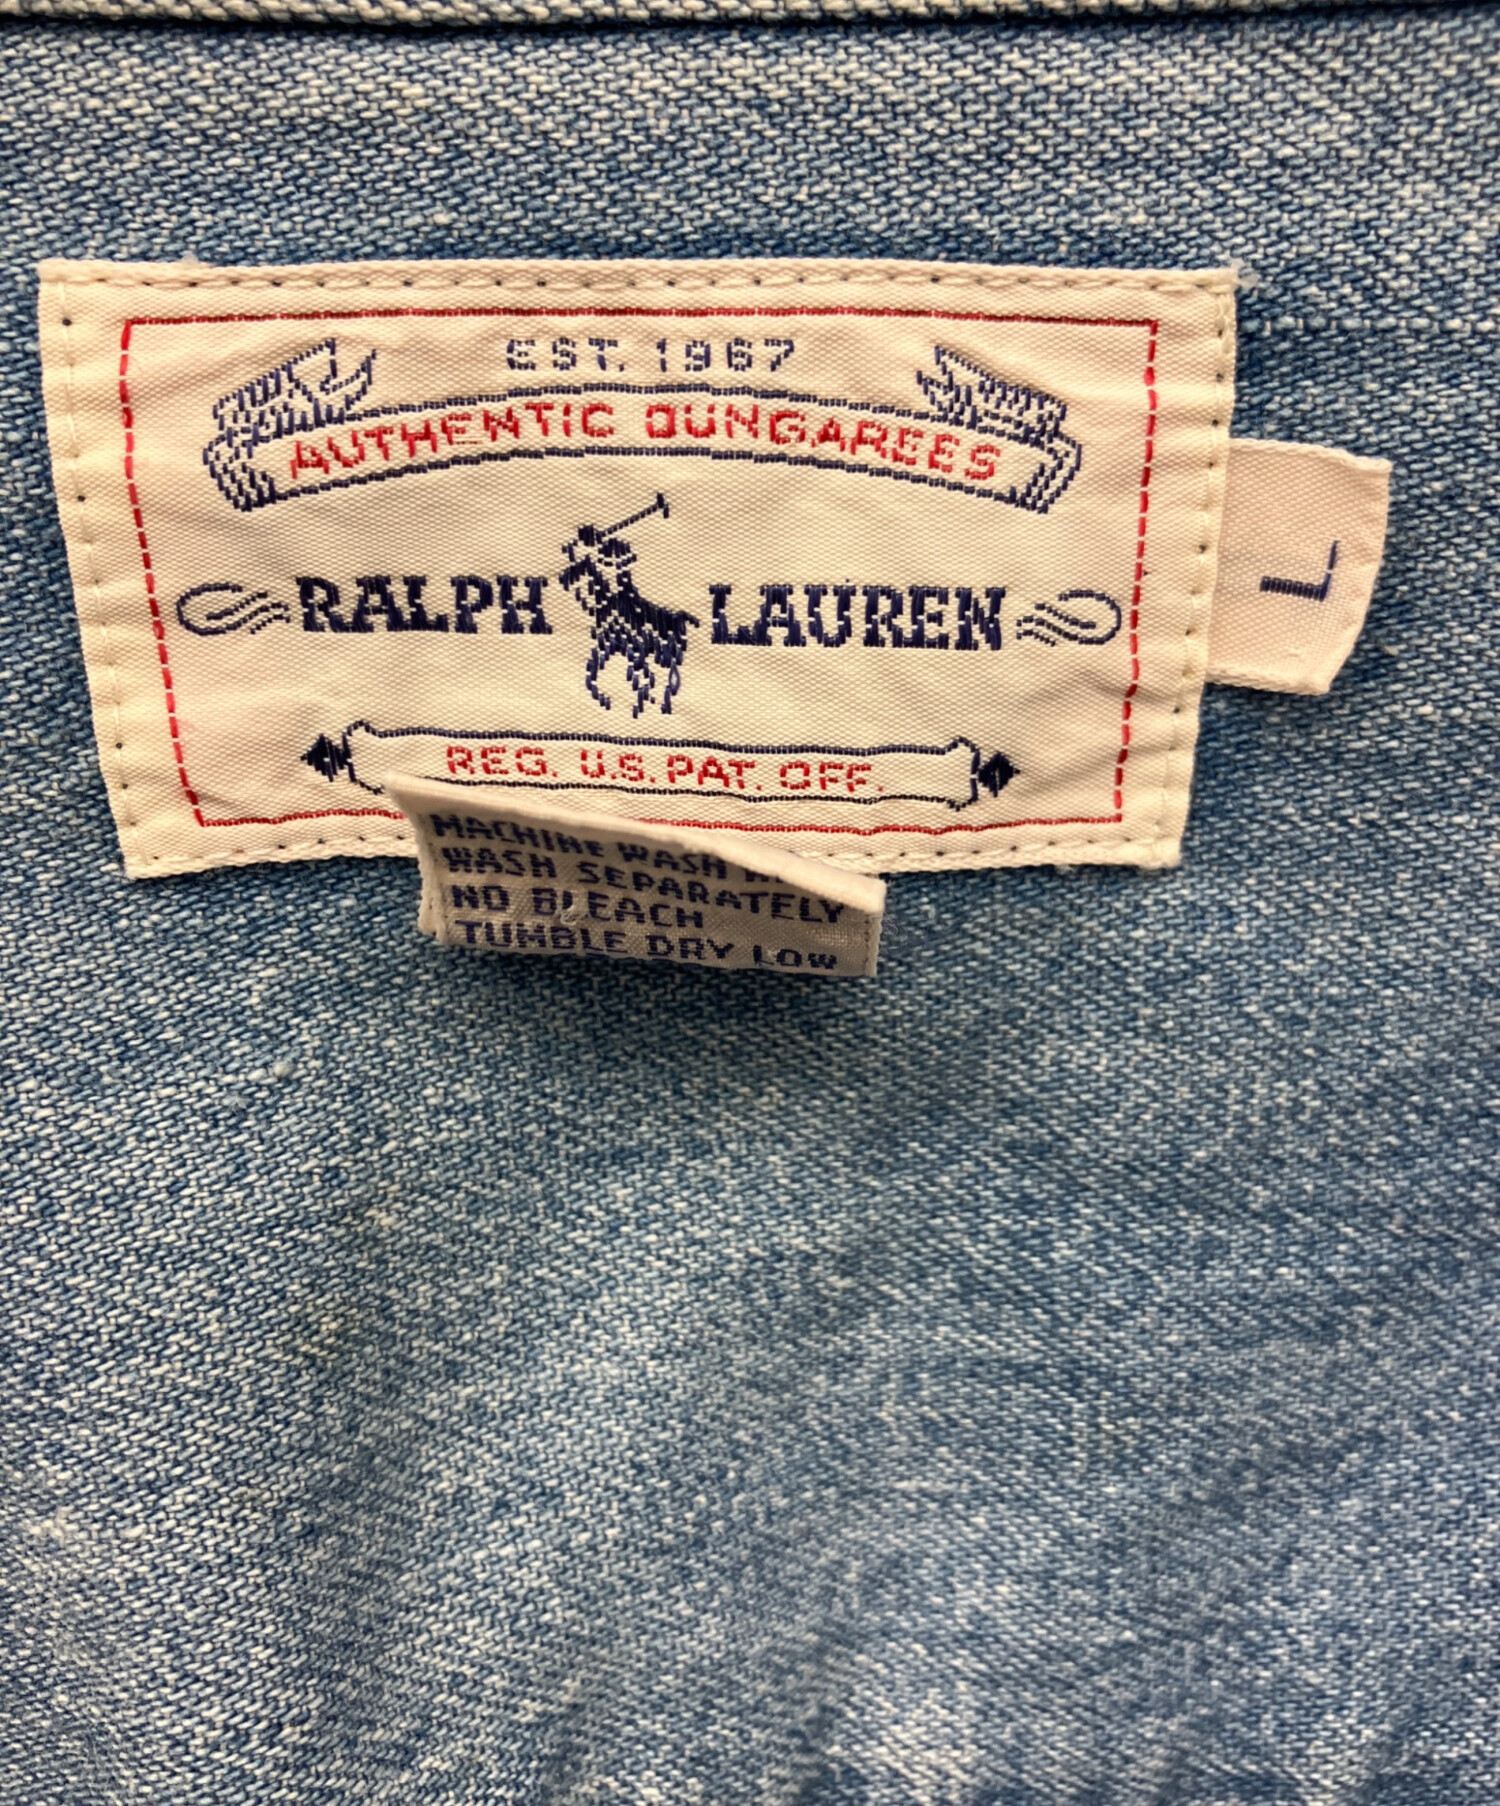 EST. 1967
AUTHENTIC DUNGAREES
RALPH LAUREN
L
REG. U.S. PAT. OFF.
MACHINE WASH
WASH SEPARATELY
NO BLEACH
TUMBLE DRY LOW